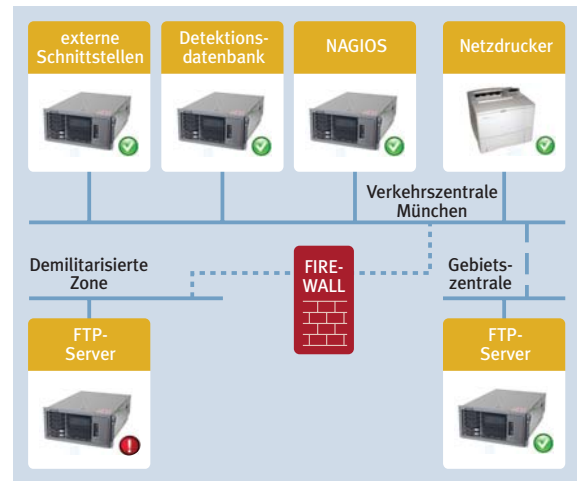 externe
Schnittstellen
Detektions-
datenbank
NAGIOS
Netzdrucker
Verkehrszentrale
München
Demilitarisierte
Zone
FIRE-
WALL
Gebiets-
zentrale
FTP-
Server
FTP-
Server